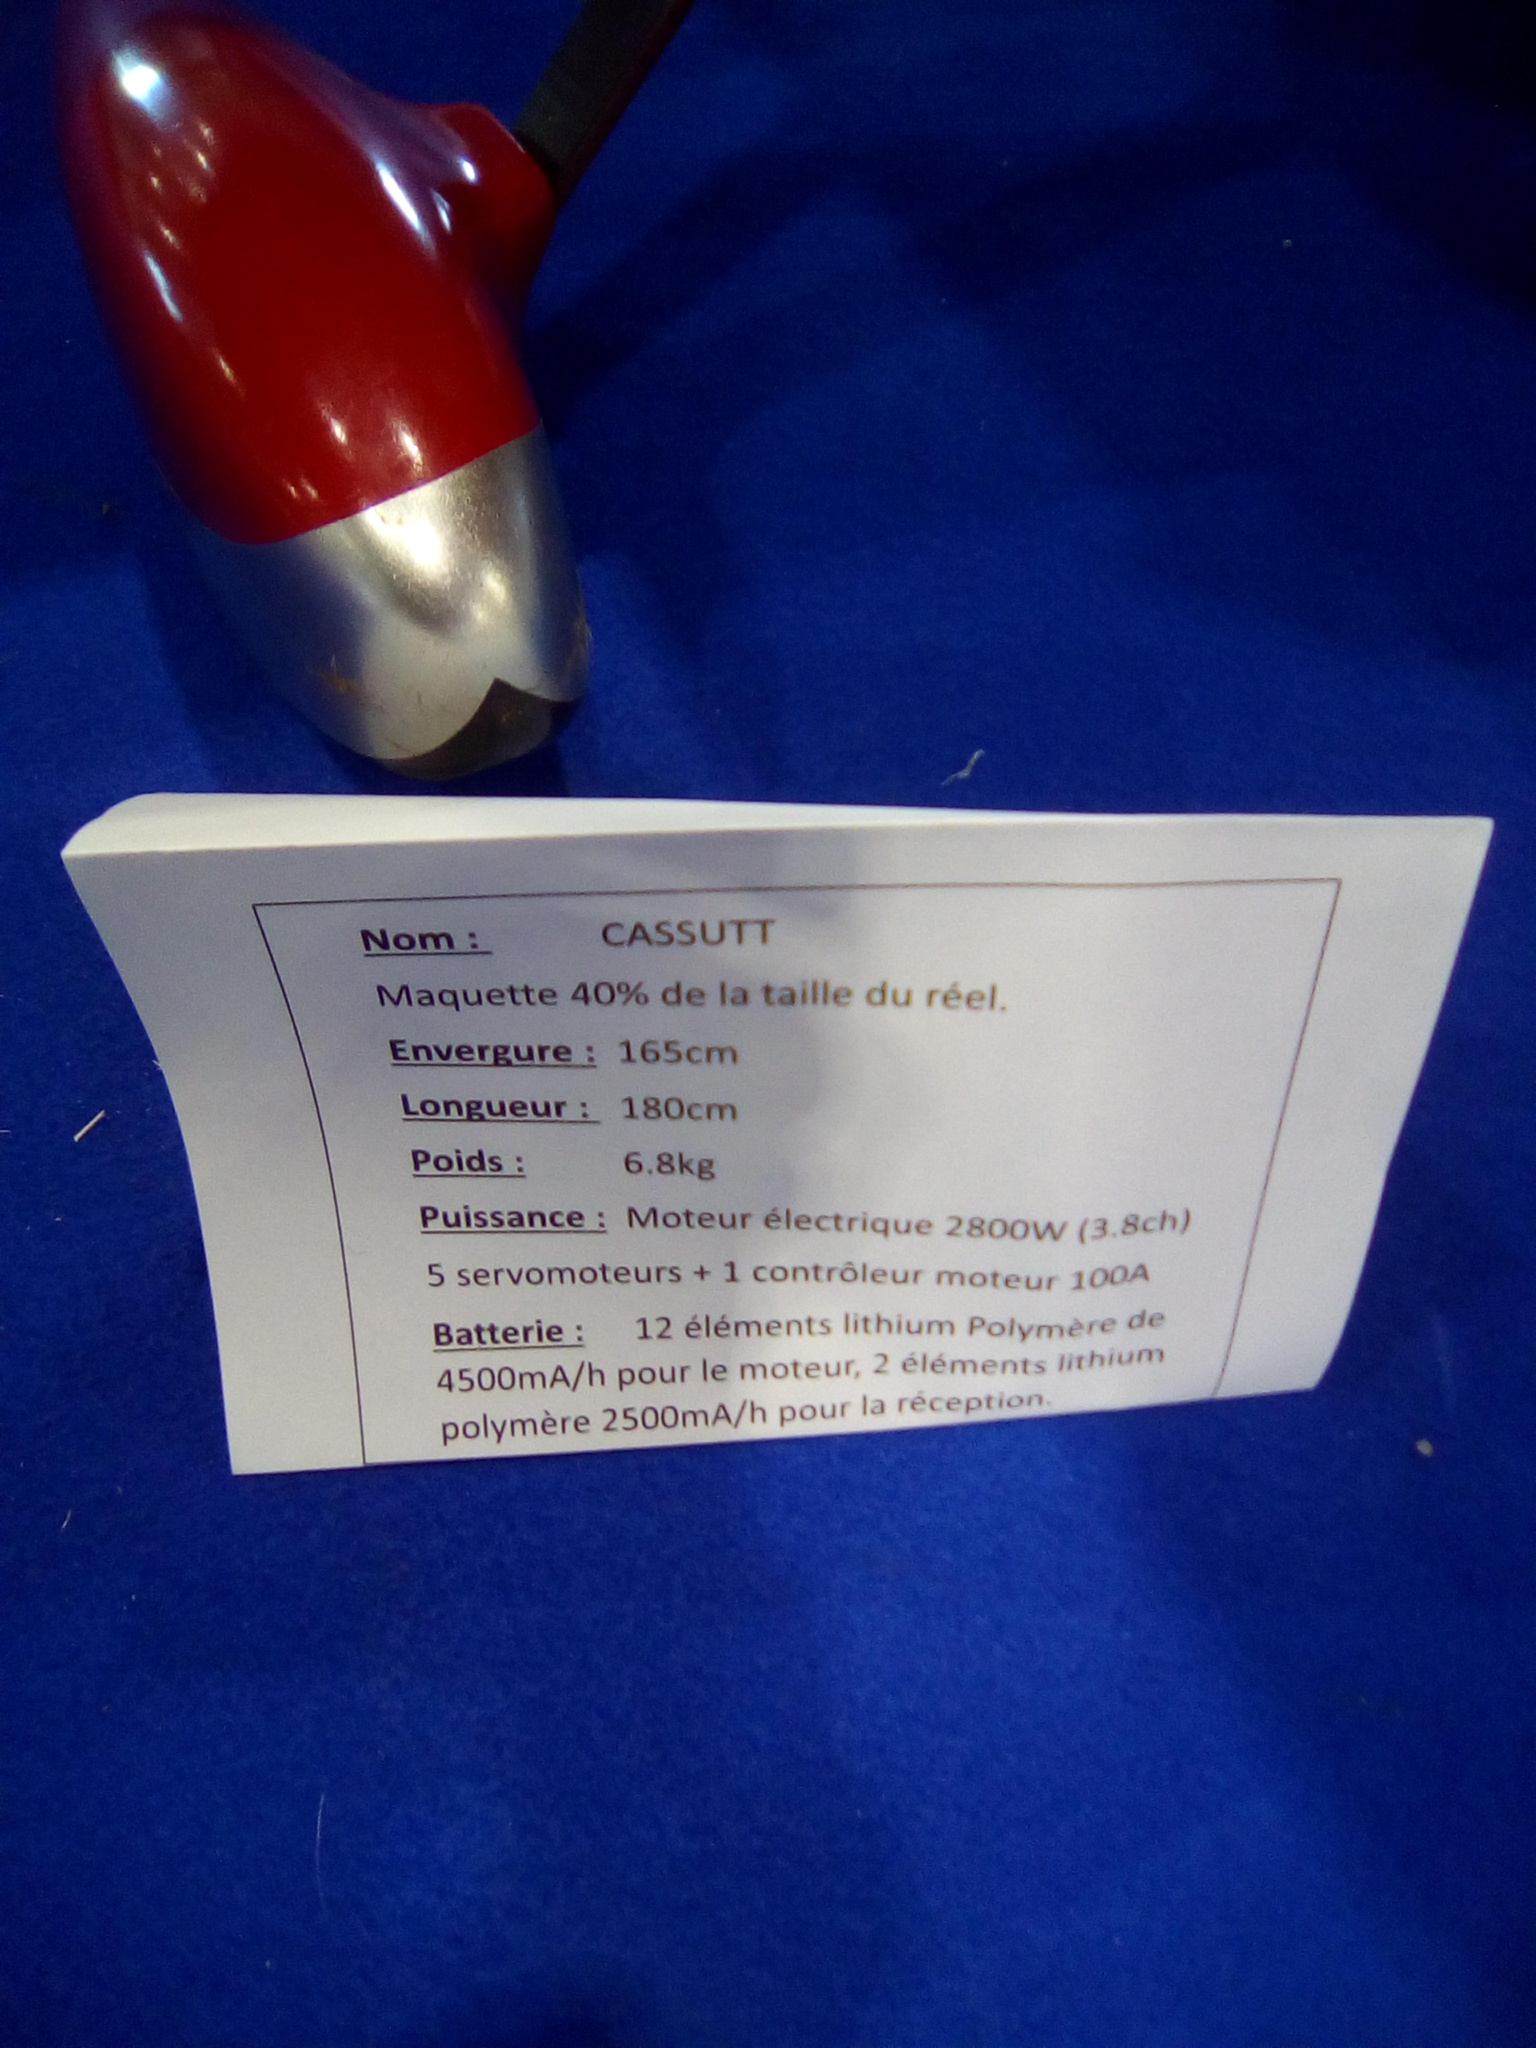 Nom : CASSUTT
Maquette 40% de la taille du réel.
Envergure : 165cm
Longueur : 180cm
Poids : 6.8kg
Puissance : Moteur électrique 2800W (3.8ch)
5 servomoteurs + 1 contrôleur moteur 100A
Batterie : 12 éléments lithium Polymère de
4500mA/h pour le moteur, 2 éléments lithium
polymère 2500mA/h pour la réception.